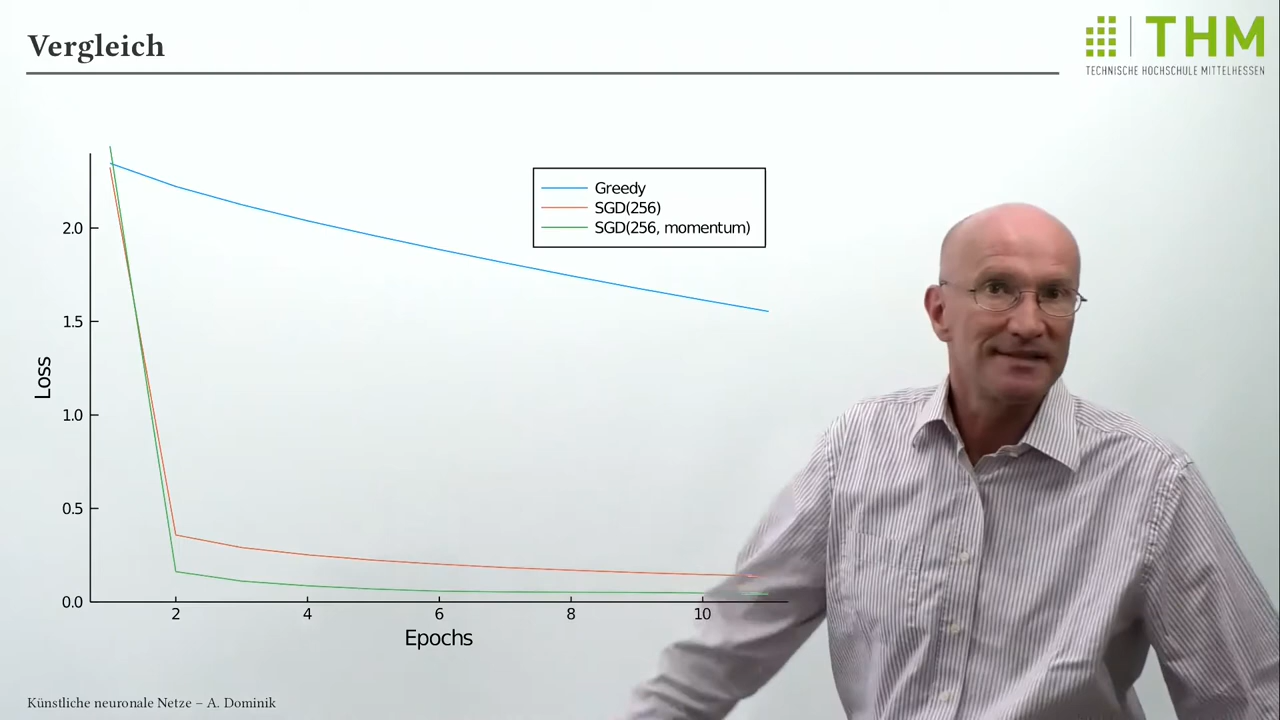 Vergleich
THM
TECHNISCHE HOCHSCHULE MITTELHESSEN
Greedy
SGD(256)
SGD(256, momentum)
2.0
1.5
1.0
0.5
0.0
Loss
2 4 6 8 10
Epochs
Künstliche neuronale Netze – A. Dominik